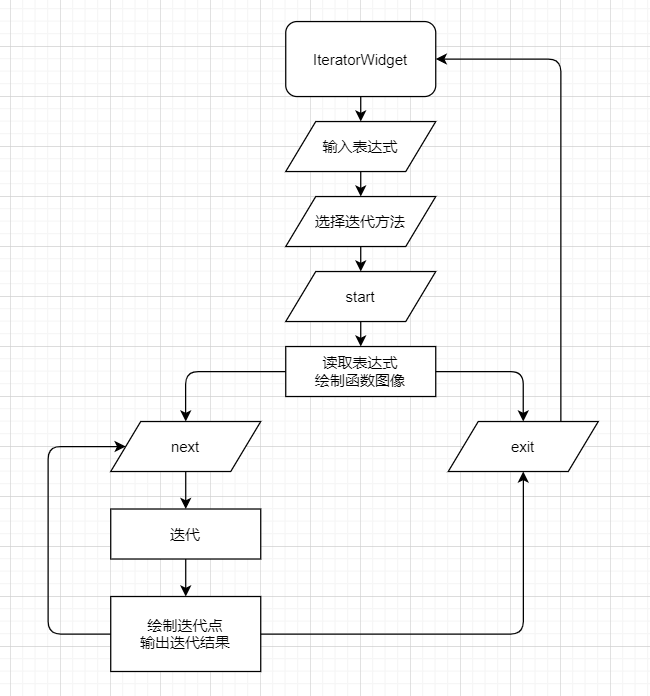 IteratorWidget
输入表达式
选择迭代方法
start
读取表达式
绘制函数图像
next
exit
迭代
绘制迭代点
输出迭代结果